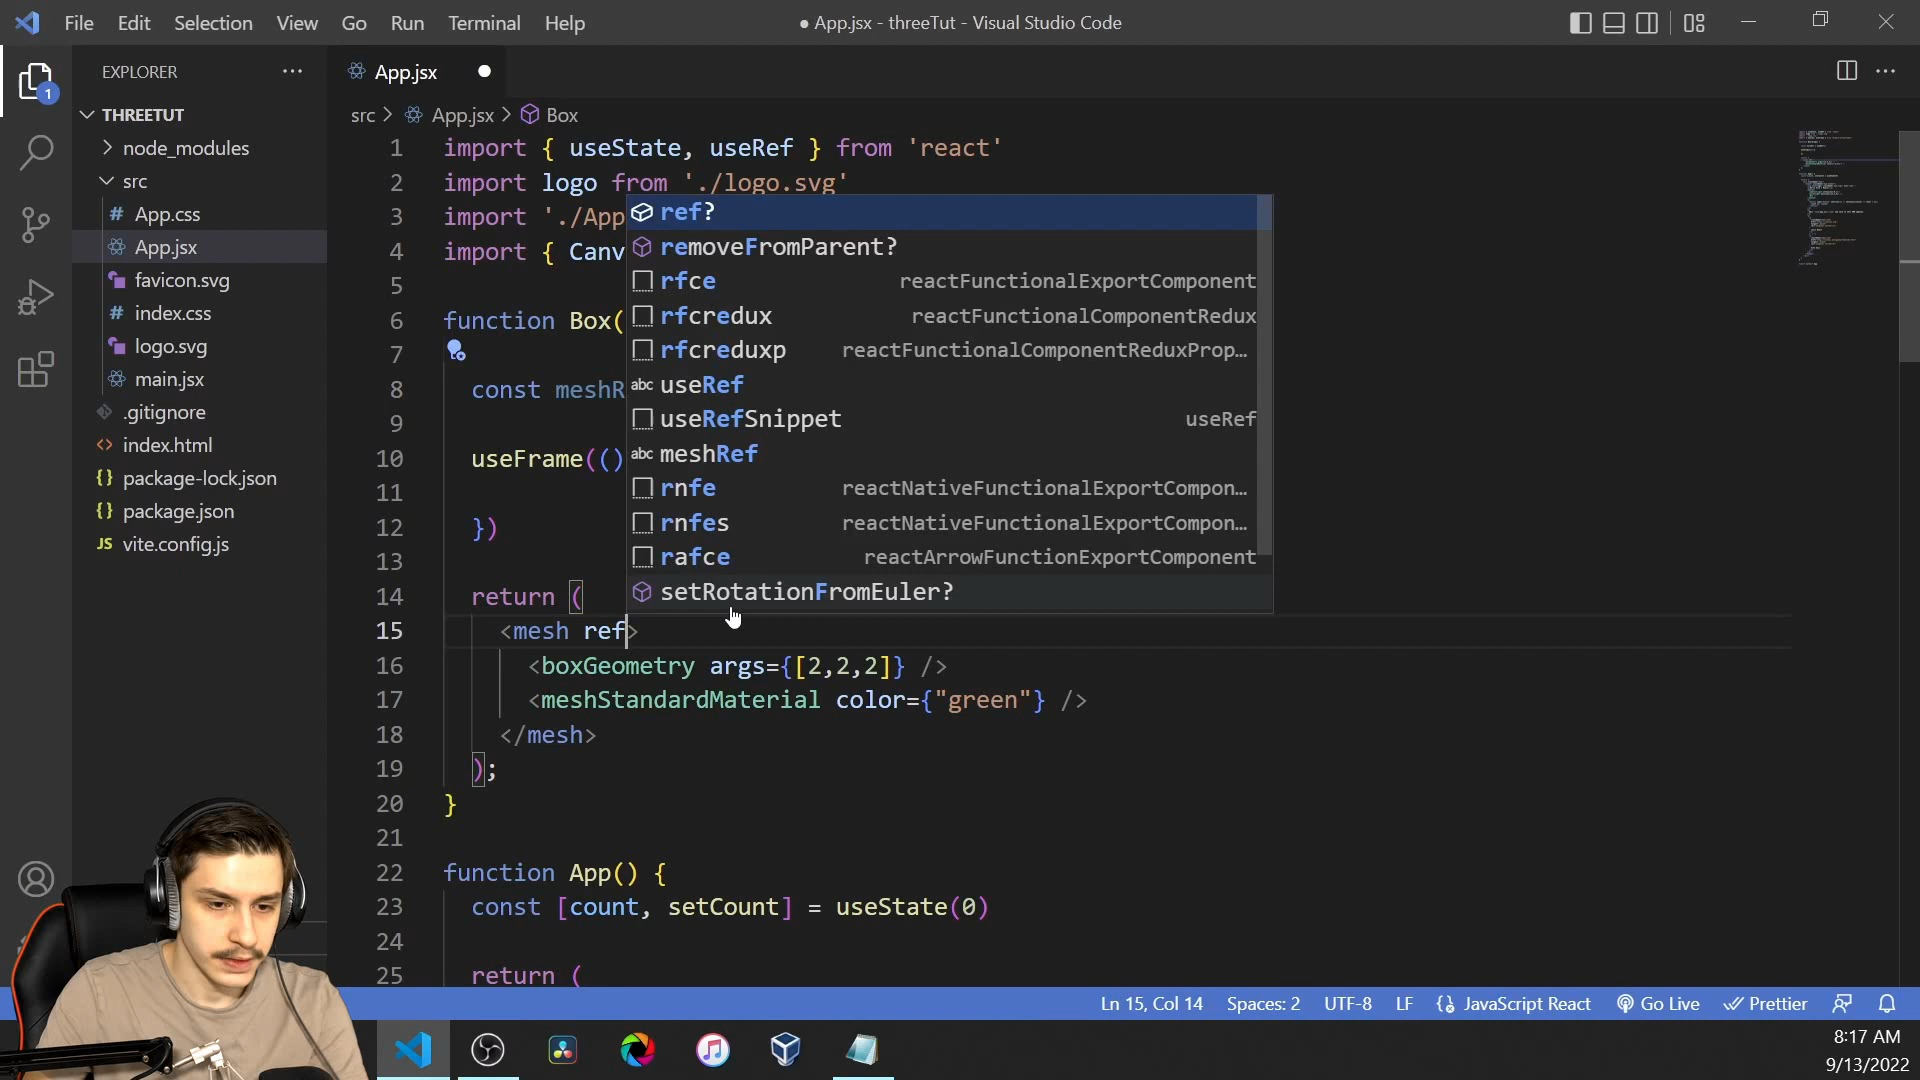 File Edit Selection View Go Run Terminal Help
● App.jsx - threeTut - Visual Studio Code
EXPLORER
1
THREETUT
node_modules
src
# App.css
App.jsx
favicon.svg
# index.css
logo.svg
main.jsx
.gitignore
<> index.html
{} package-lock.json
{} package.json
JS vite.config.js
App.jsx
src > App.jsx > Box
1 import { useState, useRef } from 'react'
2 import logo from './logo.svg'
3 import './App
4 import { Canv
5
6 function Box(
7
8 const meshR
9
10 useFrame(()
11
12 })
13
14 return (
15 <mesh ref>
16 <boxGeometry args={[2,2,2]} />
17 <meshStandardMaterial color={"green"} />
18 </mesh>
19 );
20 }
21
22 function App() {
23 const [count, setCount] = useState(0)
24
25 return (
ref?
removeFromParent?
rfce reactFunctionalExportComponent
rfcredux reactFunctionalComponentRedux
rfcreduxp reactFunctionalComponentReduxProp...
abc useRef
useRefSnippet useRef
abc meshRef
rnfe reactNativeFunctionalExportCompon...
rnfes reactNativeFunctionalExportCompon...
rafce reactArrowFunctionExportComponent
setRotationFromEuler?
Ln 15, Col 14 Spaces: 2 UTF-8 LF {} JavaScript React Go Live Prettier
8:17 AM
9/13/2022